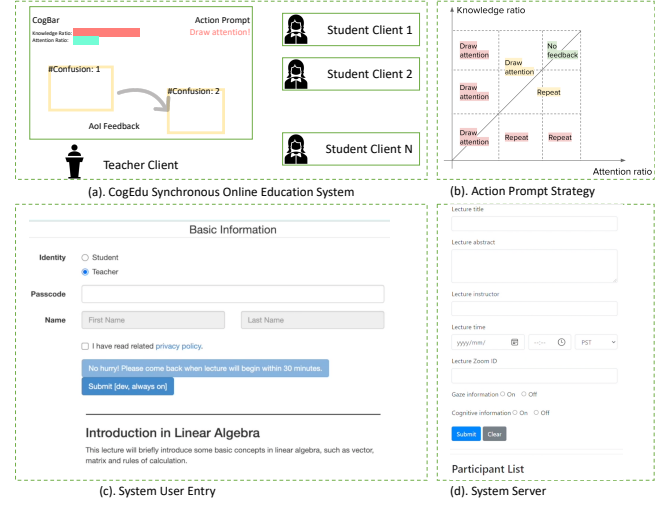 CogBar
Action Prompt
Knowledge Ratio:
Attention Ratio:
Draw attention!
#Confusion: 1
#Confusion: 2
AoI Feedback
Teacher Client
Student Client 1
Student Client 2
Student Client N
(a). CogEdu Synchronous Online Education System
Knowledge ratio
Draw
attention
Draw
attention
No
feedback
Draw
attention
Repeat
Draw
attention
Repeat
Repeat
Attention ratio
(b). Action Prompt Strategy
Basic Information
Identity
Student
Teacher
Passcode
Name
First Name
Last Name
I have read related privacy policy.
No hurry! Please come back when lecture will begin within 30 minutes.
Submit [dev, always on]
Introduction in Linear Algebra
This lecture will briefly introduce some basic concepts in linear algebra, such as vector,
matrix and rules of calculation.
(c). System User Entry
Lecture title
Lecture abstract
Lecture instructor
Lecture time
yyyy/mm/
--:--
PST
Lecture Zoom ID
Gaze information On Off
Cognitive information On Off
Submit Clear
Participant List
(d). System Server